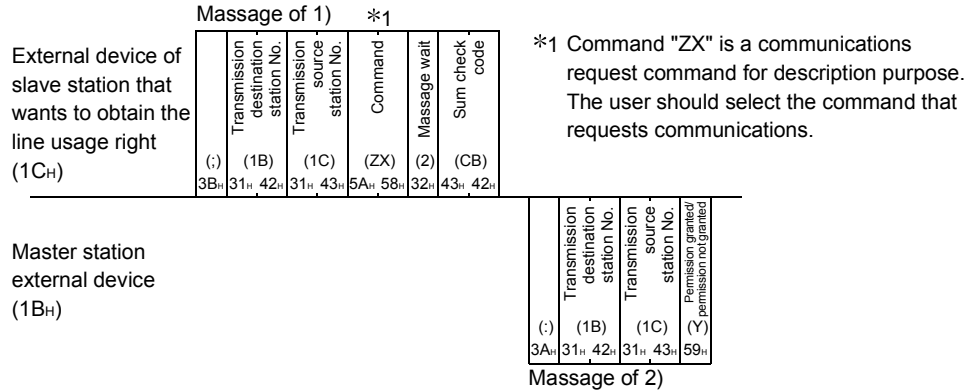 Massage of 1)
*1
External device of
slave station that
wants to obtain the
line usage right
(1CH)
Transmission
destination
station No.
Transmission
source
station No.
Command
Massage wait
Sum check
code
(;) (1B) (1C) (ZX) (2) (CB)
3BH 31H 42H 31H 43H 5AH 58H 32H 43H 42H
*1 Command "ZX" is a communications
request command for description purpose.
The user should select the command that
requests communications.
Master station
external device
(1BH)
Transmission
destination
station No.
Transmission
source
station No.
Permission granted/
permission not granted
(:) (1B) (1C) (Y)
3AH 31H 42H 31H 43H 59H
Massage of 2)